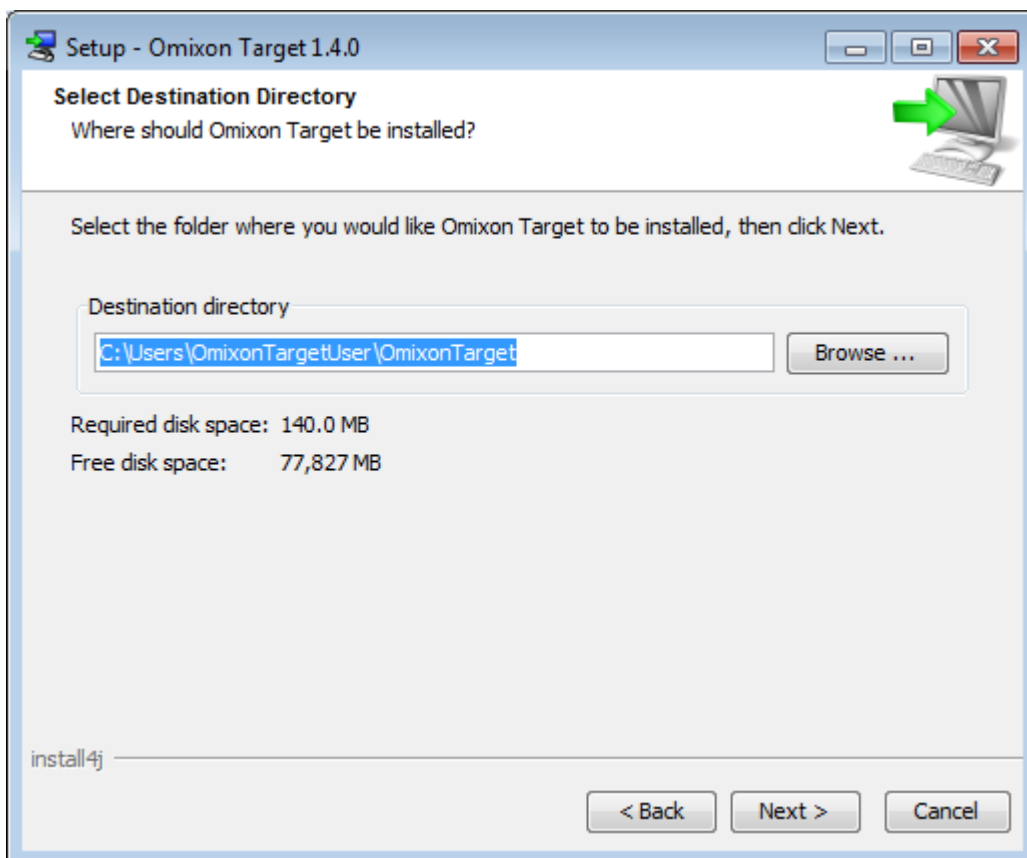 Setup - Omixon Target 1.4.0
Select Destination Directory
Where should Omixon Target be installed?
Select the folder where you would like Omixon Target to be installed, then click Next.
Destination directory
C:\Users\OmixonTargetUser\OmixonTarget
Browse ...
Required disk space: 140.0 MB
Free disk space: 77,827 MB
install4j
< Back Next > Cancel